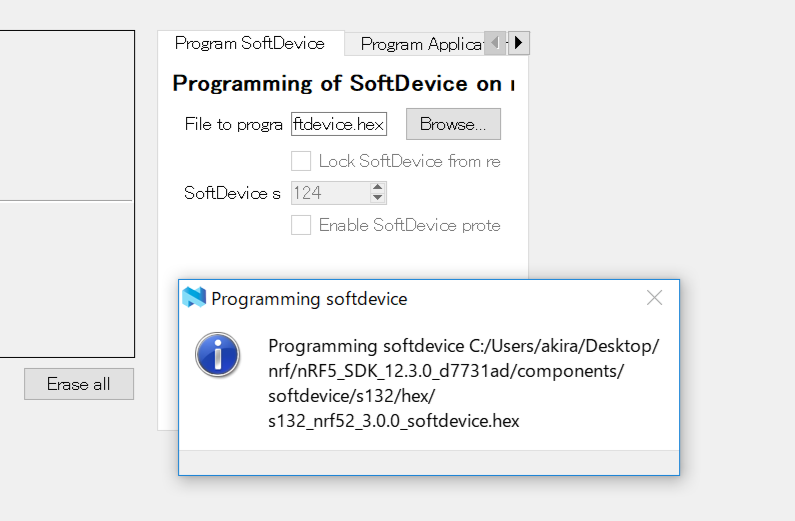 Program SoftDevice
Program Applicat
Programming of SoftDevice on
File to progra
ftdevice.hex
Browse...
Lock SoftDevice from re
SoftDevice s
124
Enable SoftDevice prote
Erase all
Programming softdevice
Programming softdevice C:/Users/akira/Desktop/
nrf/nRF5_SDK_12.3.0_d7731ad/components/
softdevice/s132/hex/
s132_nrf52_3.0.0_softdevice.hex